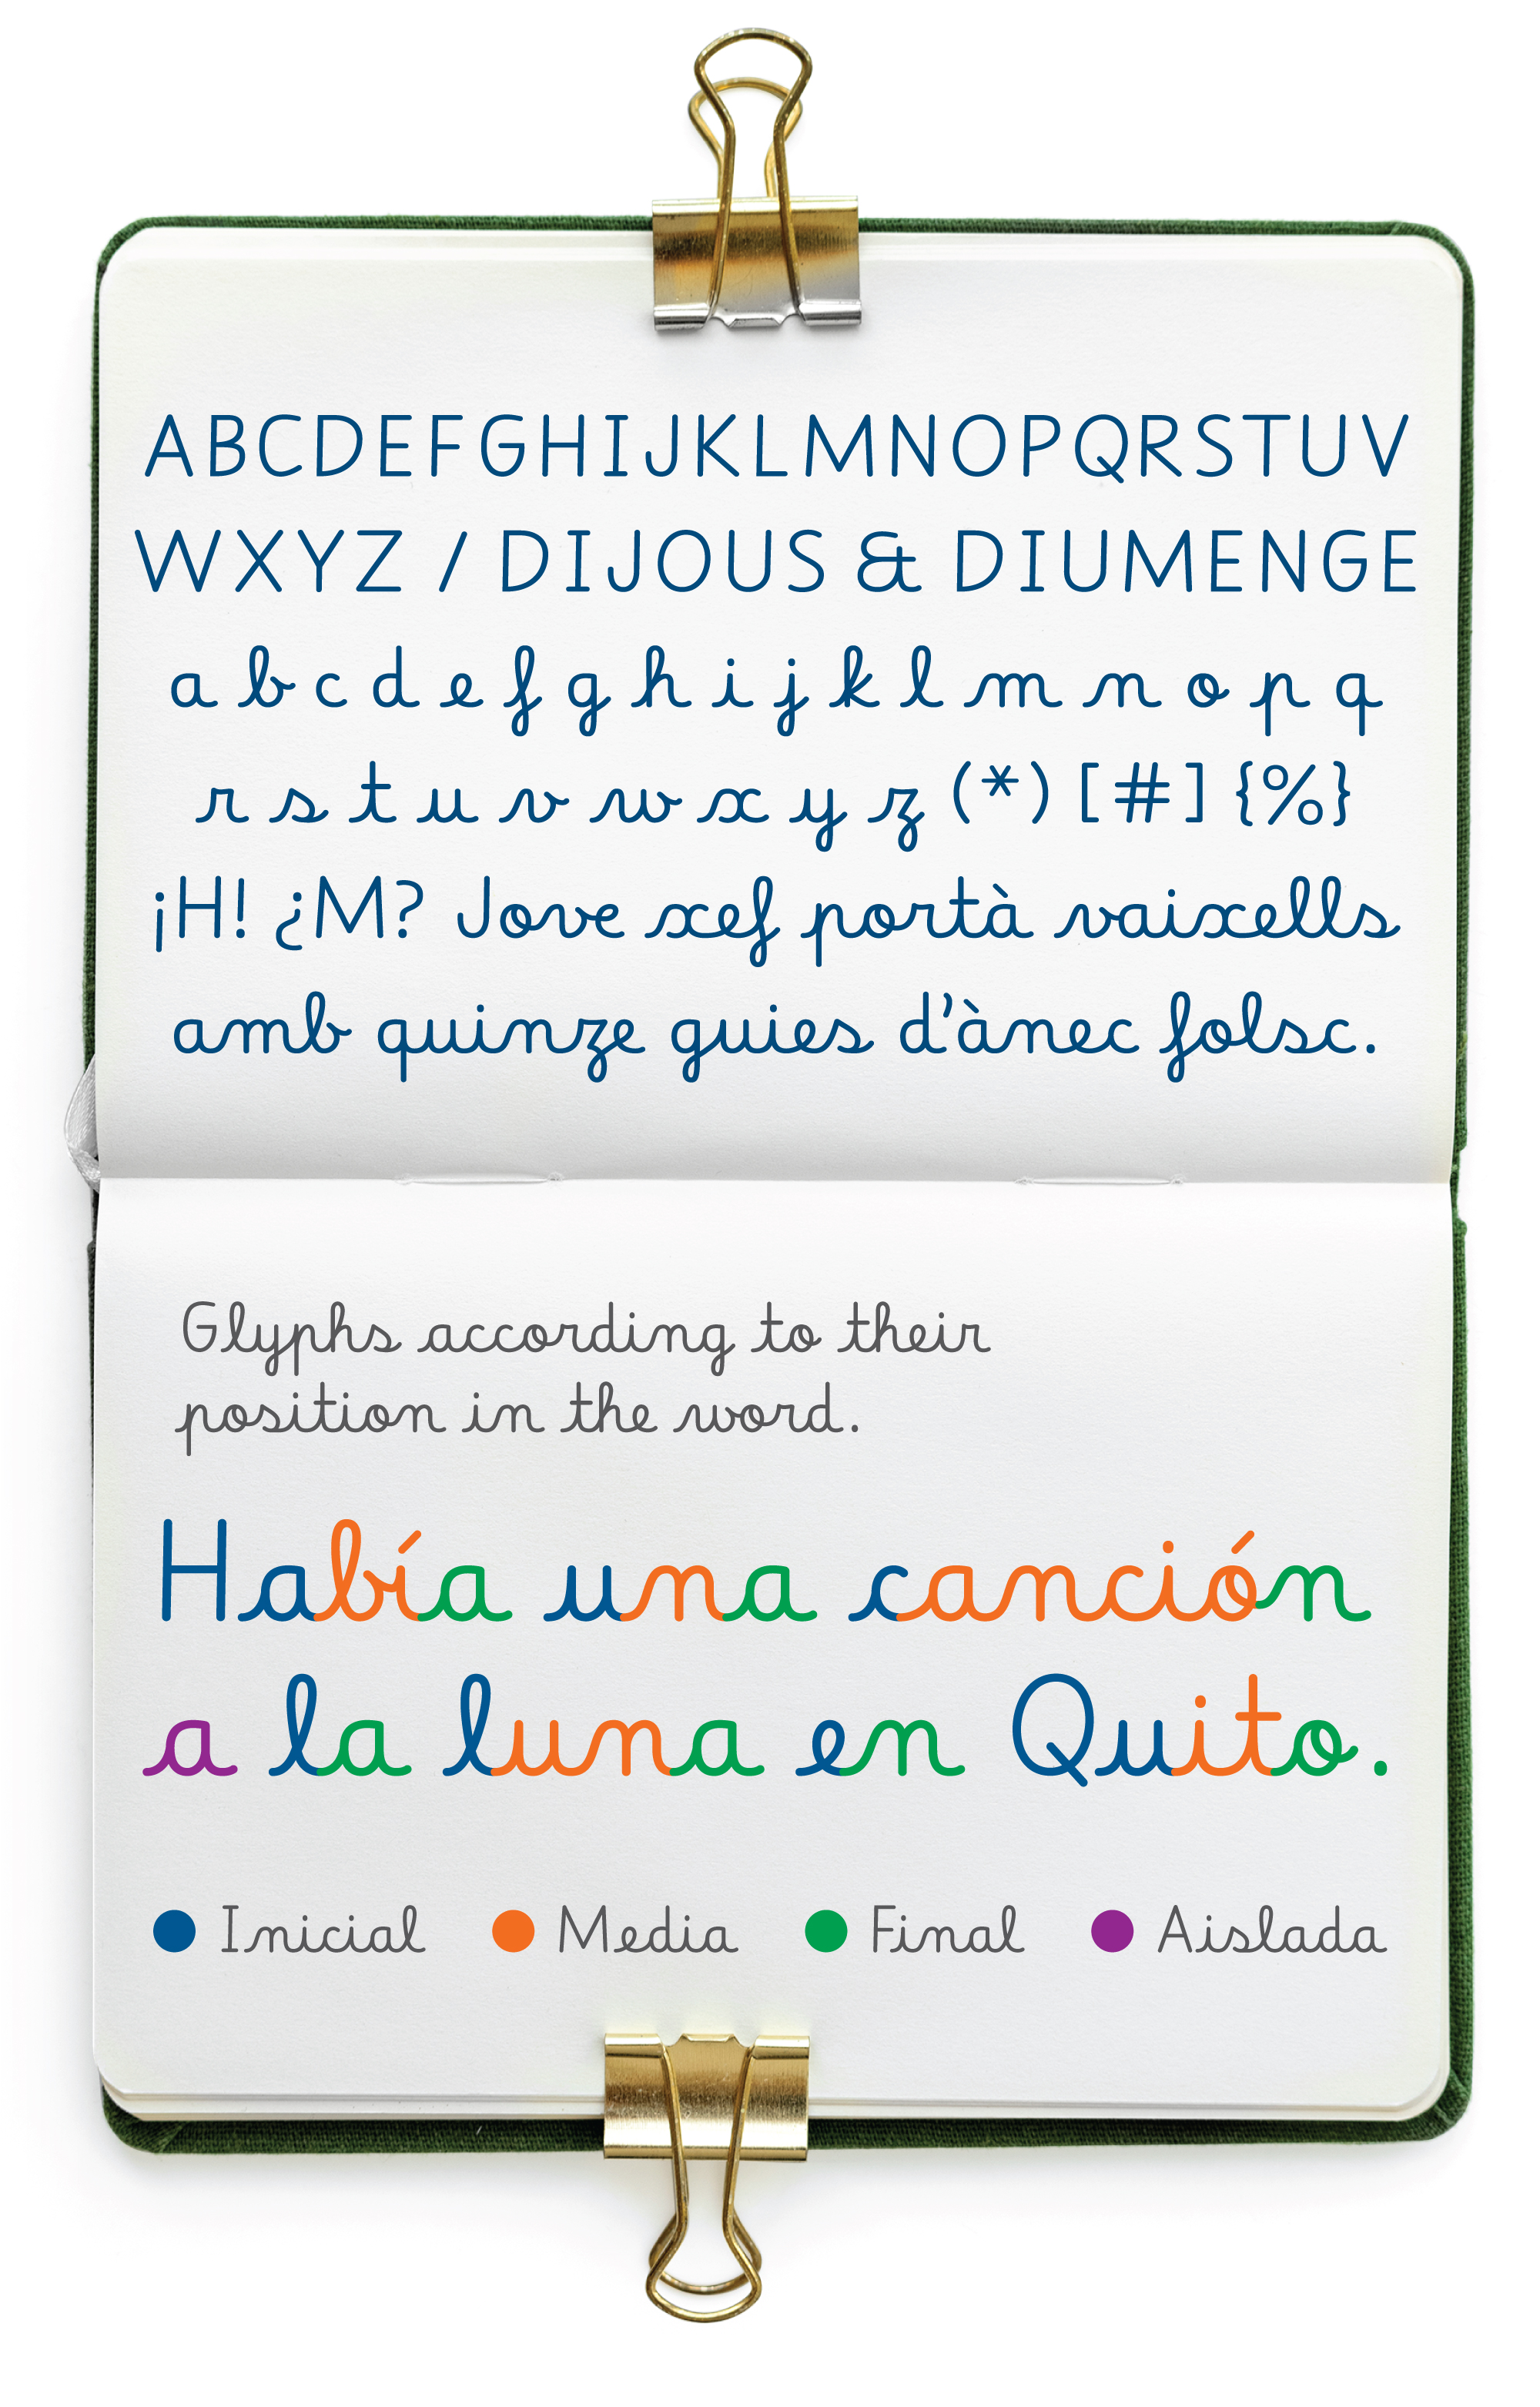 ABCDEFGHIJKLMNOPQRSTUV
WXYZ / DIJOUS & DIUMENGE
a b c d e f g h i j k l m n o p q
r s t u v w x y z (*) [#] {%}
¡H! ¿M? Jove xef portà vaixells
amb quinze guies d’ànec folsc.
Glyphs according to their
position in the word.
Había una canción
a la luna en Quito.
Inicial Media Final Aislada